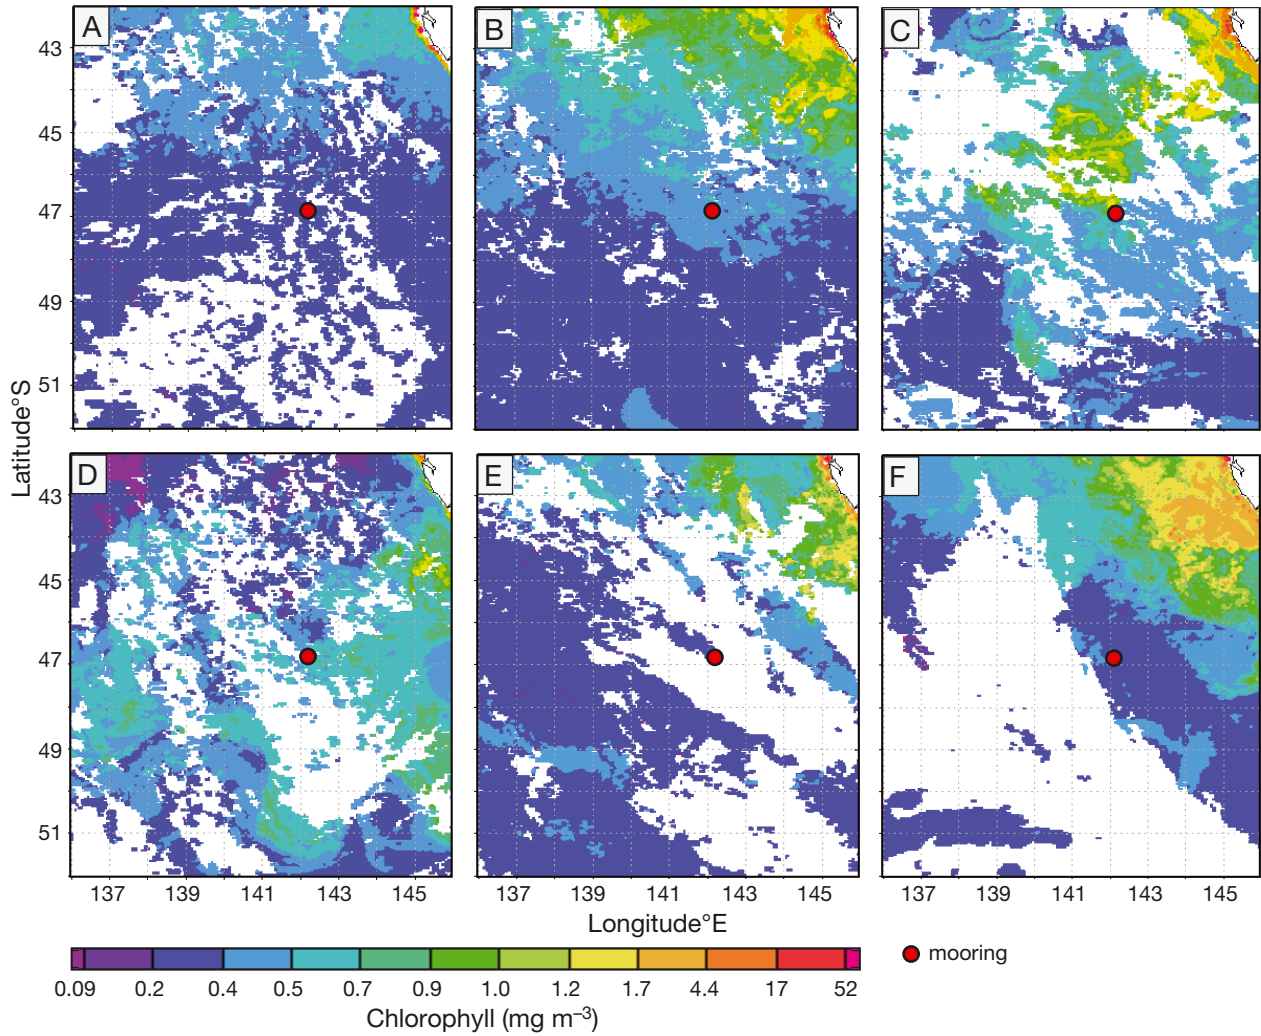 A
B
C
43
45
47
49
51
Latitude°S
D
E
F
43
45
47
49
51
137 139 141 143 145
137 139 141 143 145
137 139 141 143 145
Longitude°E
mooring
0.09 0.2 0.4 0.5 0.7 0.9 1.0 1.2 1.7 4.4 17 52
Chlorophyll (mg m⁻³)